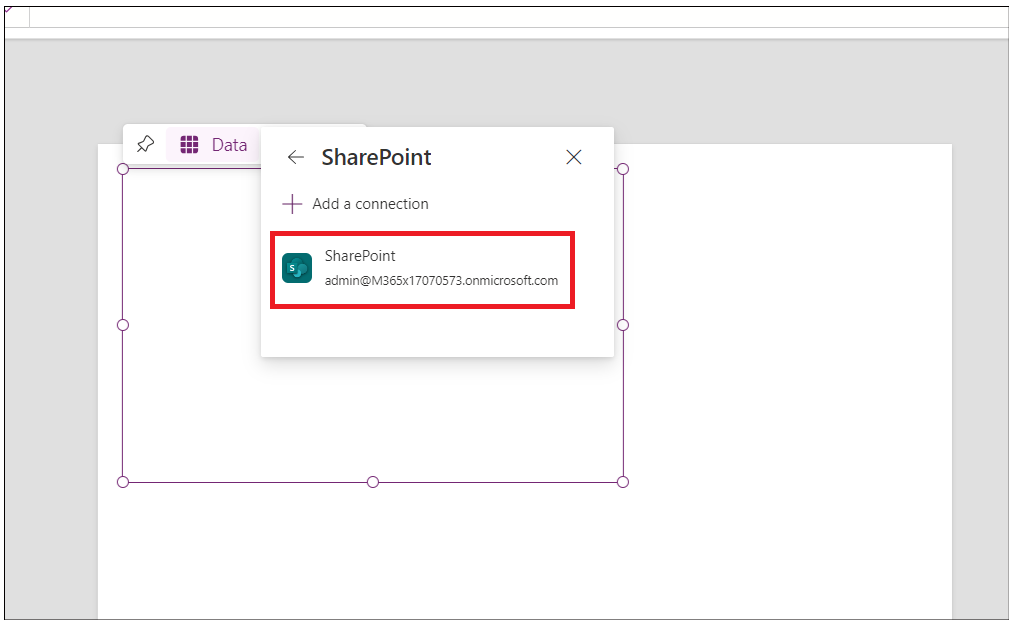 Data
SharePoint
Add a connection
SharePoint
admin@M365x17070573.onmicrosoft.com